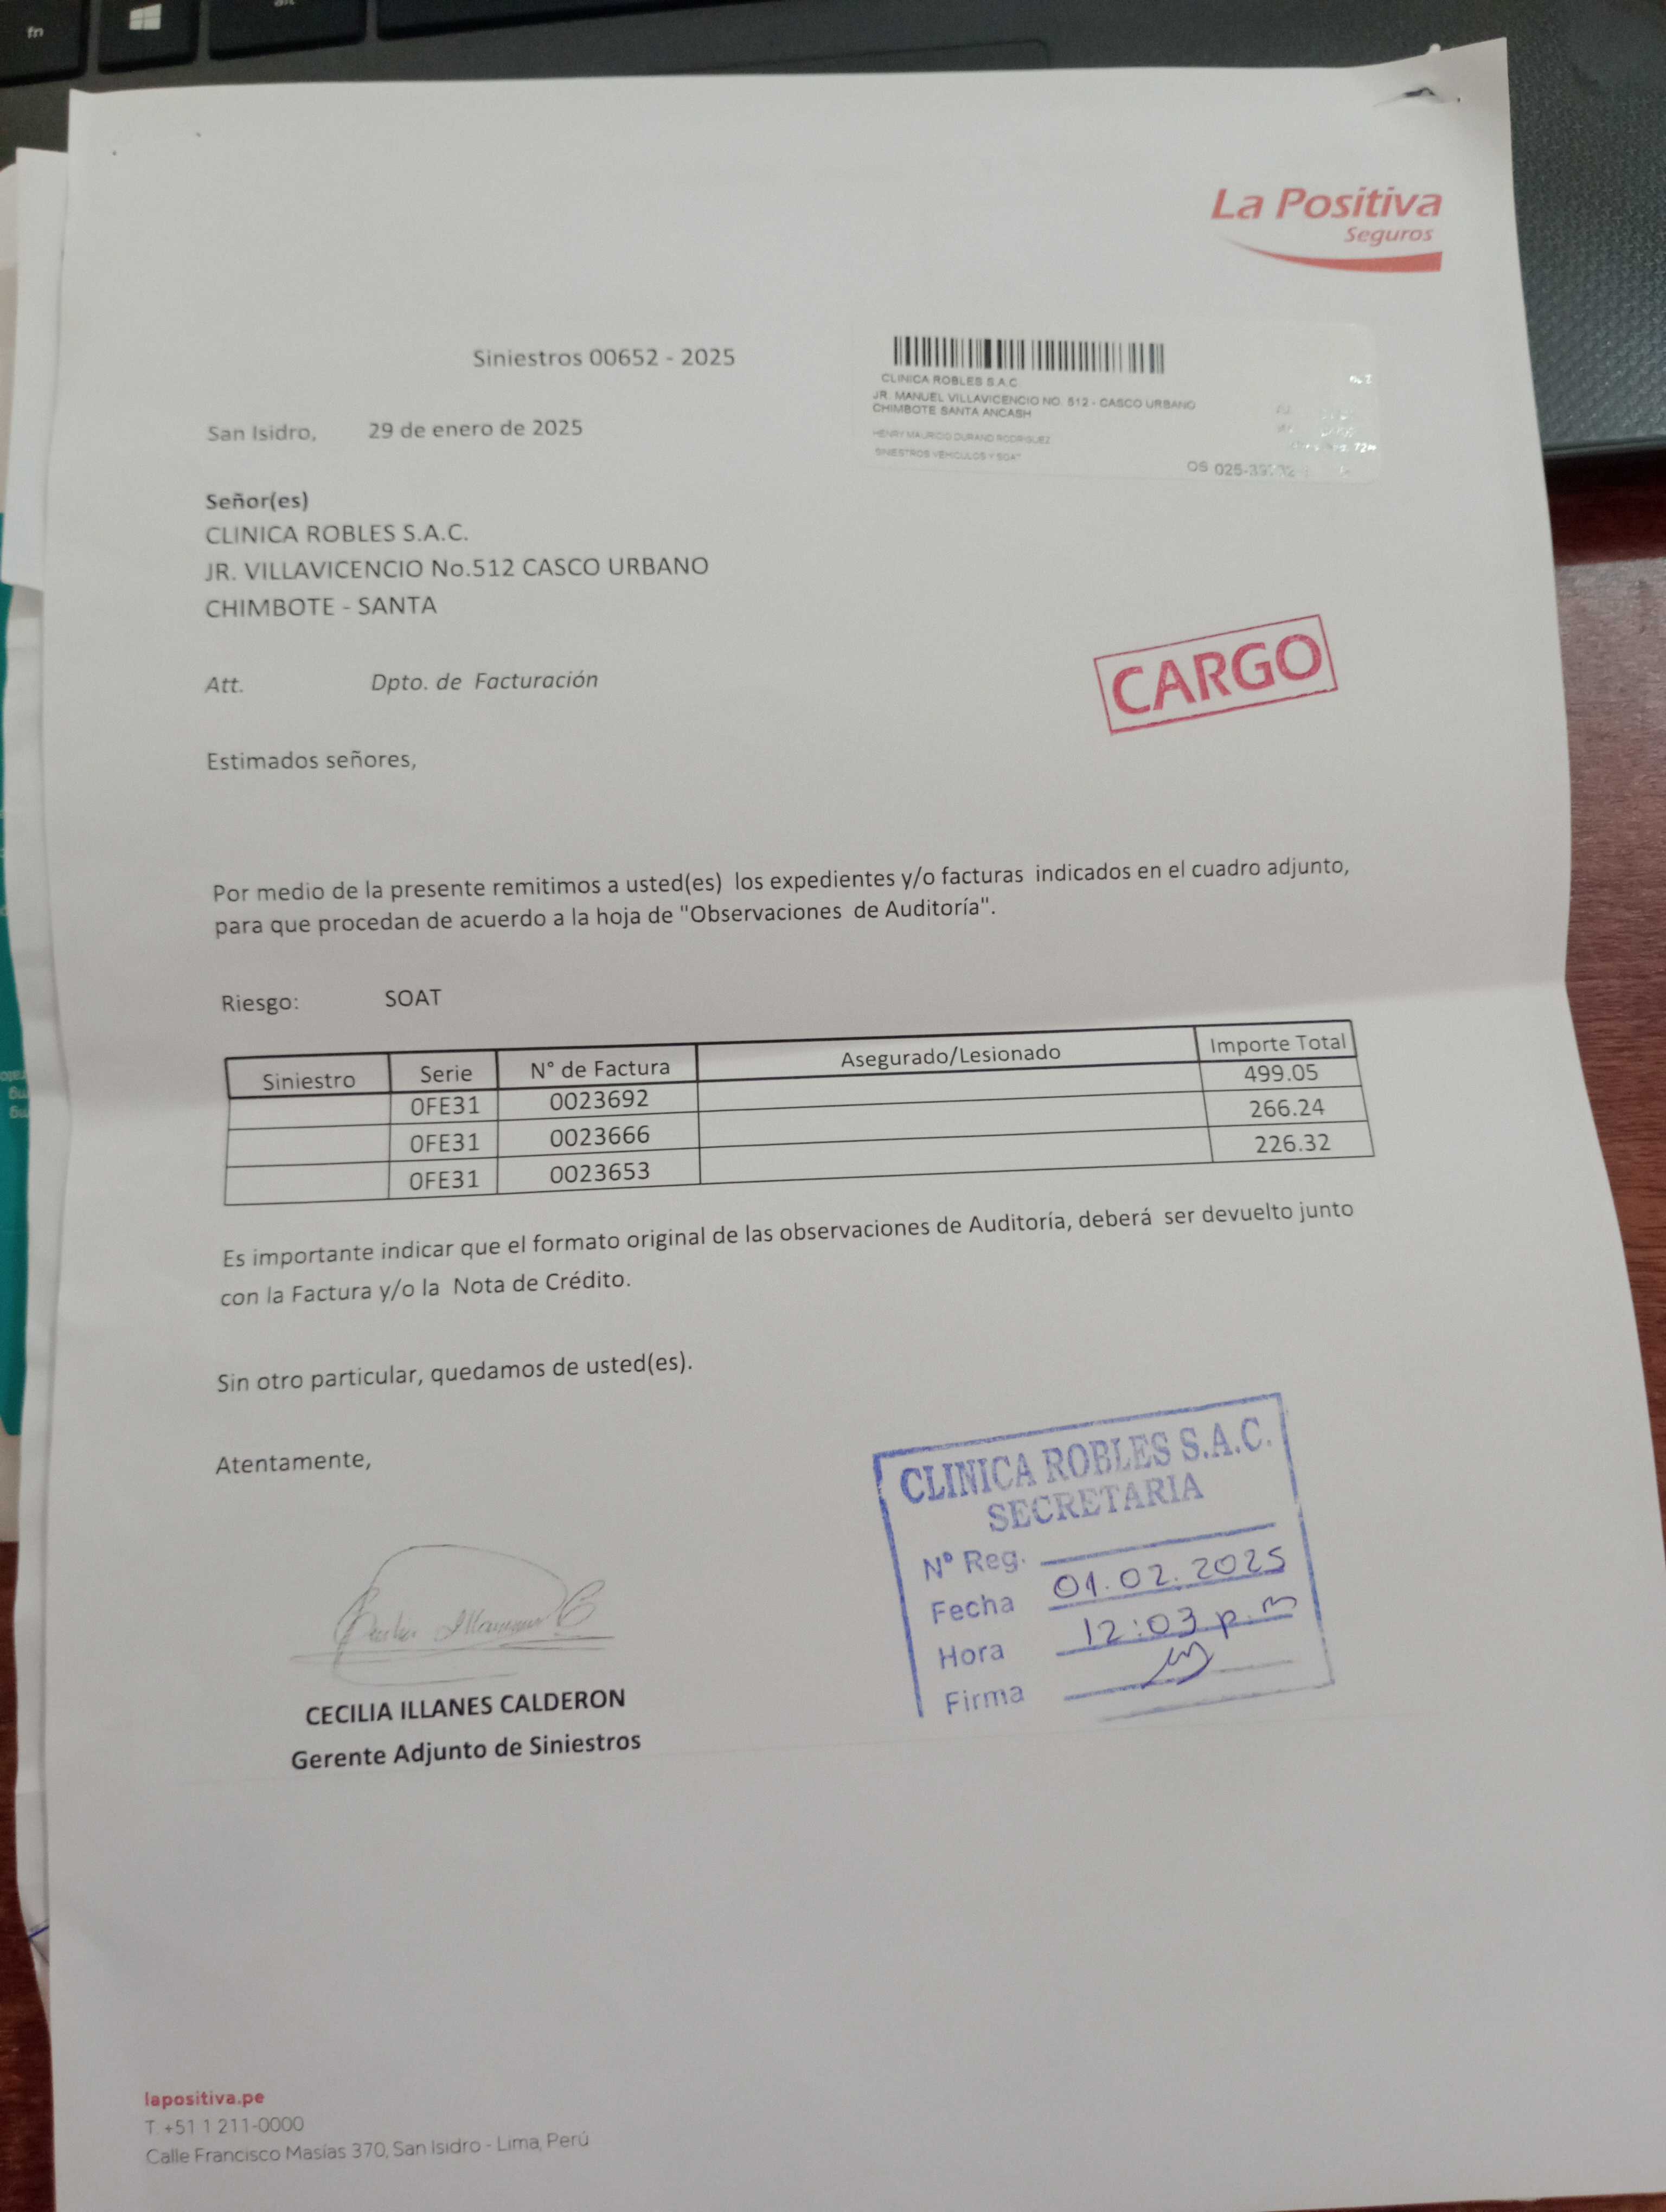 fn
La Positiva
Seguros
Siniestros 00652 - 2025
CLINICA ROBLES S.A.C
JR. MANUEL VILLAVICENCIO NO. 512 - CASCO URBANO
CHIMBOTE SANTA ANCASH
HENRY MAURICIO DURAND RODRIGUEZ
SINIESTROS VEHICULOS Y SOAT
OS 025-
San Isidro, 29 de enero de 2025
Señor(es)
CLINICA ROBLES S.A.C.
JR. VILLAVICENCIO No.512 CASCO URBANO
CHIMBOTE - SANTA
CARGO
Att. Dpto. de Facturación
Estimados señores,
Por medio de la presente remitimos a usted(es) los expedientes y/o facturas indicados en el cuadro adjunto,
para que procedan de acuerdo a la hoja de "Observaciones de Auditoría".
Riesgo: SOAT
Siniestro Serie N° de Factura Asegurado/Lesionado Importe Total
0FE31 0023692 499.05
0FE31 0023666 266.24
0FE31 0023653 226.32
Es importante indicar que el formato original de las observaciones de Auditoría, deberá ser devuelto junto
con la Factura y/o la Nota de Crédito.
Sin otro particular, quedamos de usted(es).
Atentamente,
CLINICA ROBLES S.A.C.
SECRETARIA
N° Reg.
Fecha 01.02.2025
Hora 12:03 p.m
Firma
CECILIA ILLANES CALDERON
Gerente Adjunto de Siniestros
lapositiva.pe
T +51 1 211-0000
Calle Francisco Masías 370, San Isidro - Lima, Perú